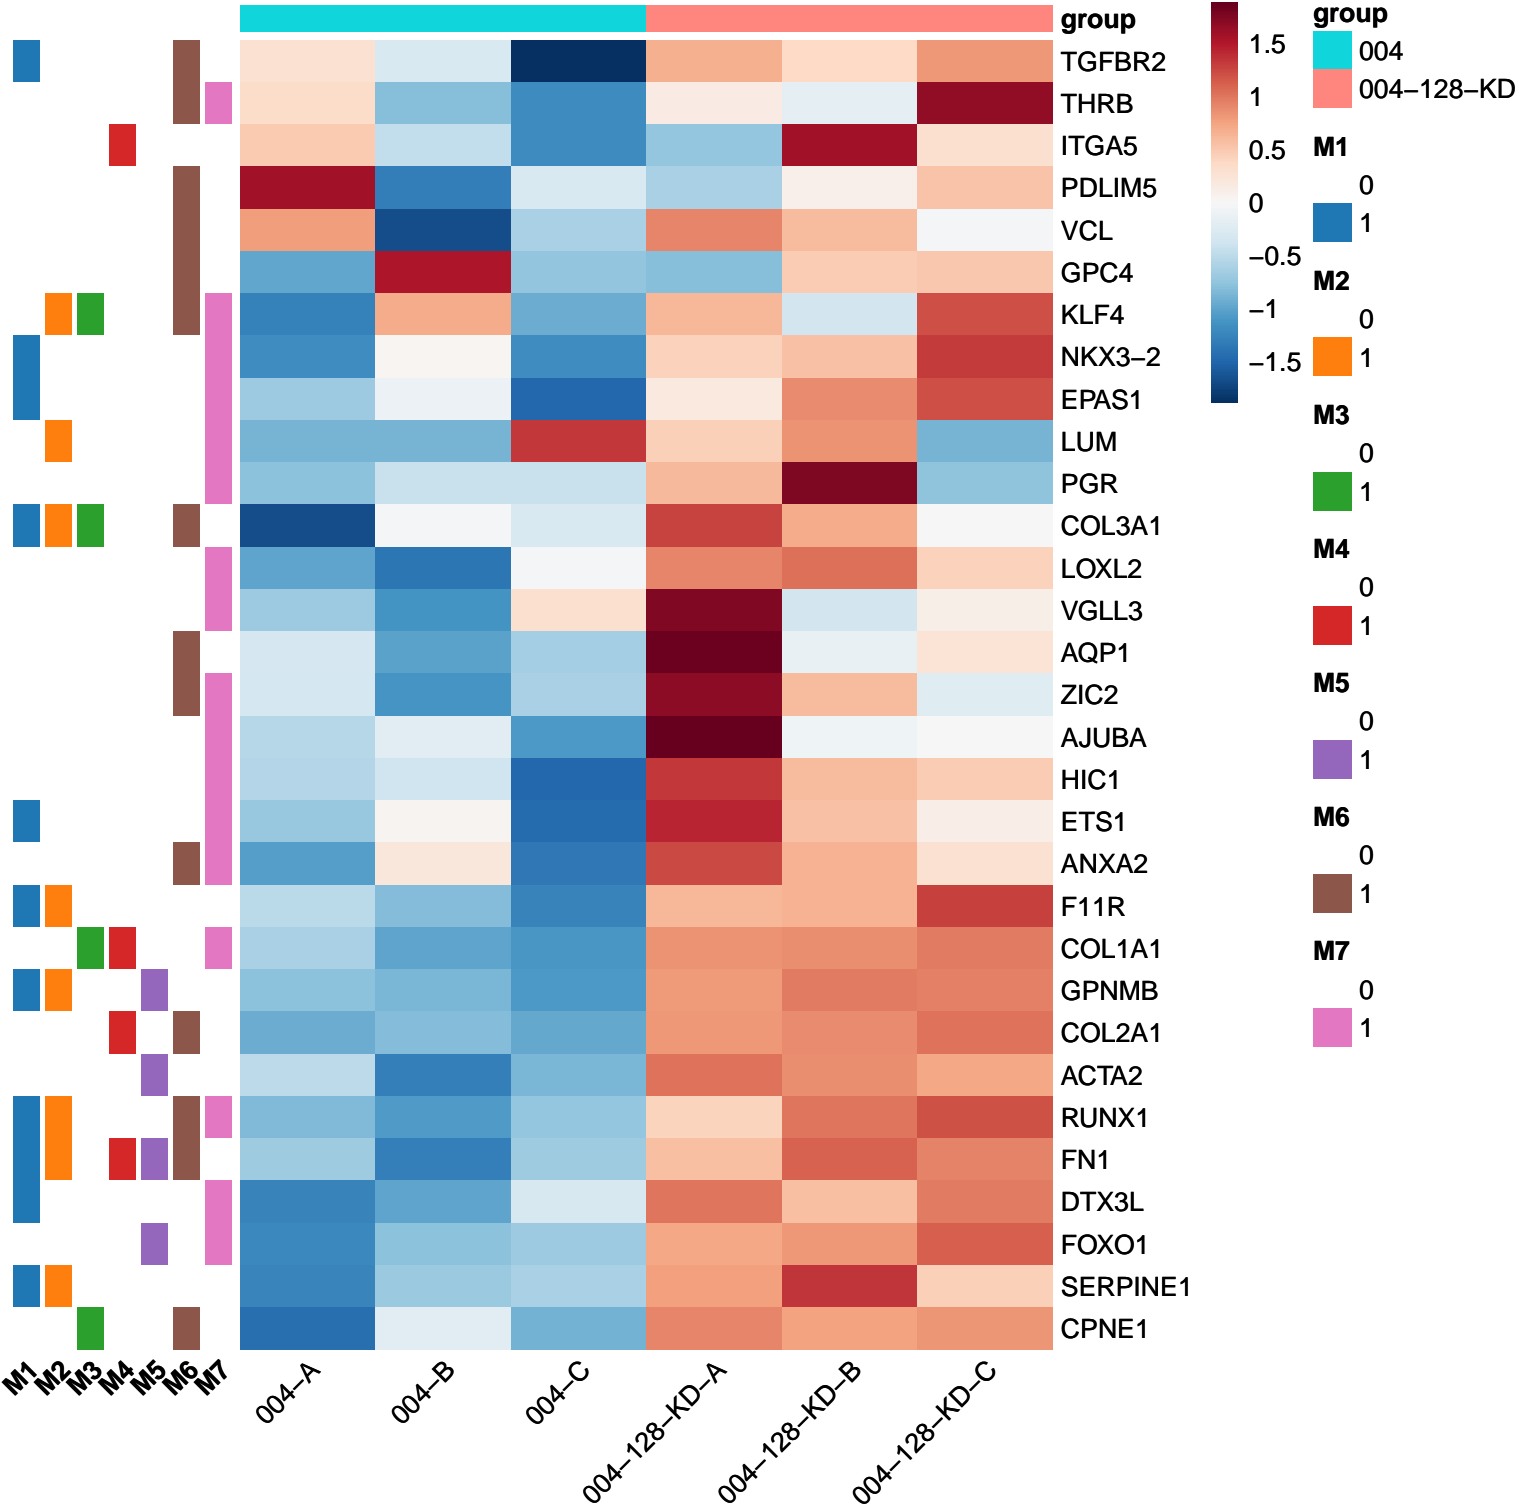 group
TGFBR2
THRB
ITGA5
PDLIM5
VCL
GPC4
KLF4
NKX3−2
EPAS1
LUM
PGR
COL3A1
LOXL2
VGLL3
AQP1
ZIC2
AJUBA
HIC1
ETS1
ANXA2
F11R
COL1A1
GPNMB
COL2A1
ACTA2
RUNX1
FN1
DTX3L
FOXO1
SERPINE1
CPNE1
M1
M2
M3
M4
M5
M6
M7
004−A
004−B
004−C
004−128−KD−A
004−128−KD−B
004−128−KD−C
1.5
1
0.5
0
−0.5
−1
−1.5
group
004
004−128−KD
M1
0
1
M2
0
1
M3
0
1
M4
0
1
M5
0
1
M6
0
1
M7
0
1